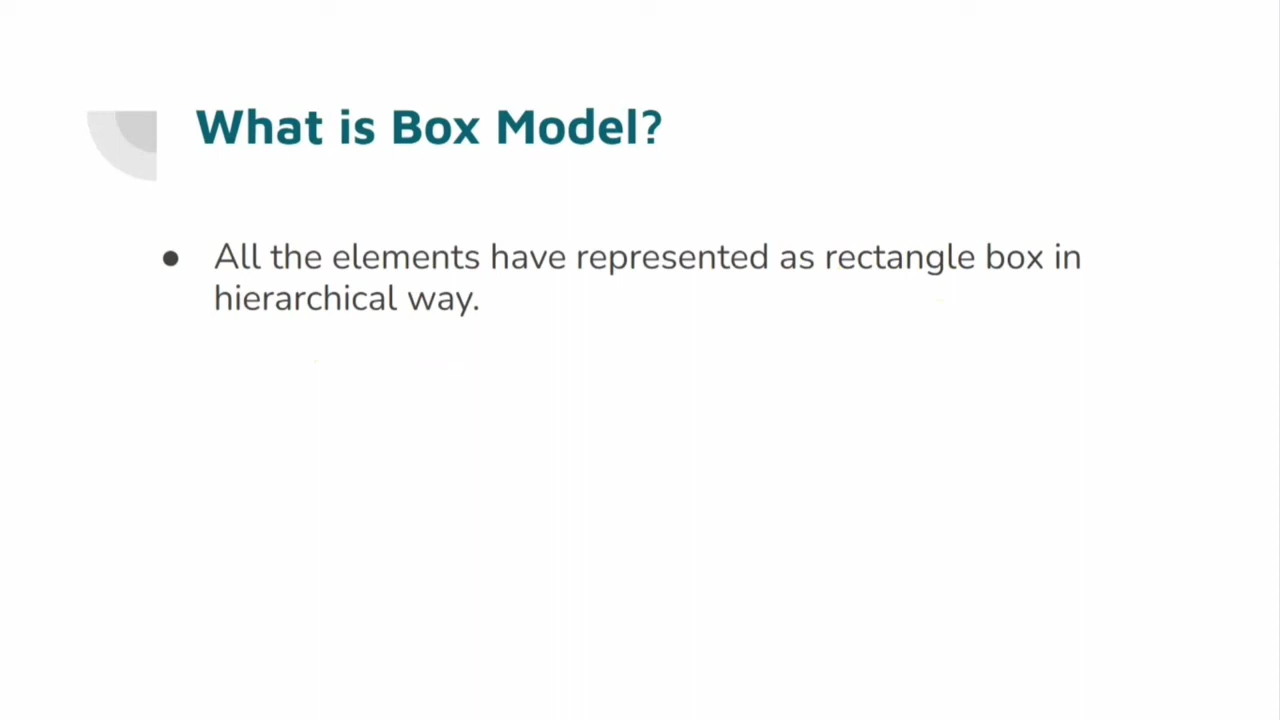 What is Box Model?
● All the elements have represented as rectangle box in
hierarchical way.